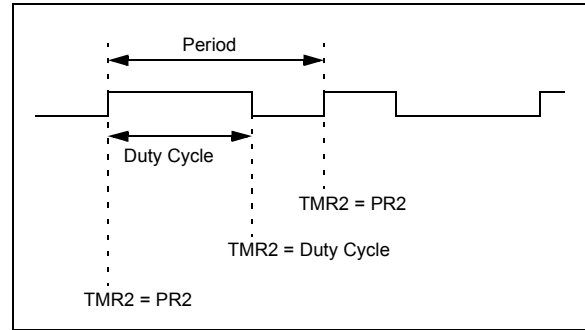 Period
Duty Cycle
TMR2 = PR2
TMR2 = Duty Cycle
TMR2 = PR2